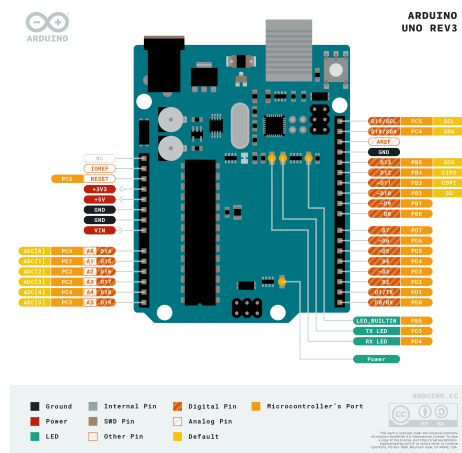 ARDUINO
ARDUINO
UNO REV3
NC
IOREF
PC6 RESET
+3V3
+5V
GND
GND
VIN
ADC[0] PC0 A0 D14
ADC[1] PC1 A1 D15
ADC[2] PC2 A2 D16
ADC[3] PC3 A3 D17
ADC[4] PC4 A4 D18
ADC[5] PC5 A5 D19
D19/SCL PC5 SCL
D18/SDA PC4 SDA
AREF
GND
~D13 PB5 SCK
D12 PB4 CIPO
~D11 PB3 COPI
~D10 PB2 SS
~D9 PB1
D8 PB0
~D7 PD7
~D6 PD6
~D5 PD5
D4 PD4
~D3 PD3
D2 PD2
D1/TX PD1
D0/RX PD0
LED_BUILTIN PB5
TX LED PD5
RX LED PD4
Power
Ground
Power
LED
Internal Pin
SWD Pin
Other Pin
Digital Pin
Analog Pin
Default
Microcontroller's Port
ARDUINO.CC
CC
BY SA